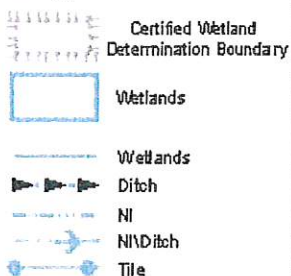 Certified Wetland
Determination Boundary
Wetlands
Wetlands
Ditch
NI
NI\Ditch
Tile